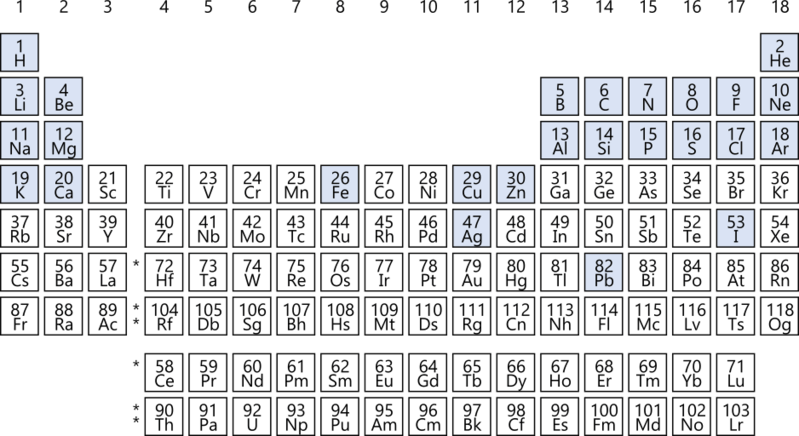 1 2 3 4 5 6 7 8 9 10 11 12 13 14 15 16 17 18
1 2
H He
3 4 5 6 7 8 9 10
Li Be B C N O F Ne
11 12 13 14 15 16 17 18
Na Mg Al Si P S Cl Ar
19 20 21 22 23 24 25 26 27 28 29 30 31 32 33 34 35 36
K Ca Sc Ti V Cr Mn Fe Co Ni Cu Zn Ga Ge As Se Br Kr
37 38 39 40 41 42 43 44 45 46 47 48 49 50 51 52 53 54
Rb Sr Y Zr Nb Mo Tc Ru Rh Pd Ag Cd In Sn Sb Te I Xe
55 56 57 * 72 73 74 75 76 77 78 79 80 81 82 83 84 85 86
Cs Ba La Hf Ta W Re Os Ir Pt Au Hg Tl Pb Bi Po At Rn
87 88 89 * 104 105 106 107 108 109 110 111 112 113 114 115 116 117 118
Fr Ra Ac * Rf Db Sg Bh Hs Mt Ds Rg Cn Nh Fl Mc Lv Ts Og
* 58 59 60 61 62 63 64 65 66 67 68 69 70 71
Ce Pr Nd Pm Sm Eu Gd Tb Dy Ho Er Tm Yb Lu
* 90 91 92 93 94 95 96 97 98 99 100 101 102 103
* Th Pa U Np Pu Am Cm Bk Cf Es Fm Md No Lr